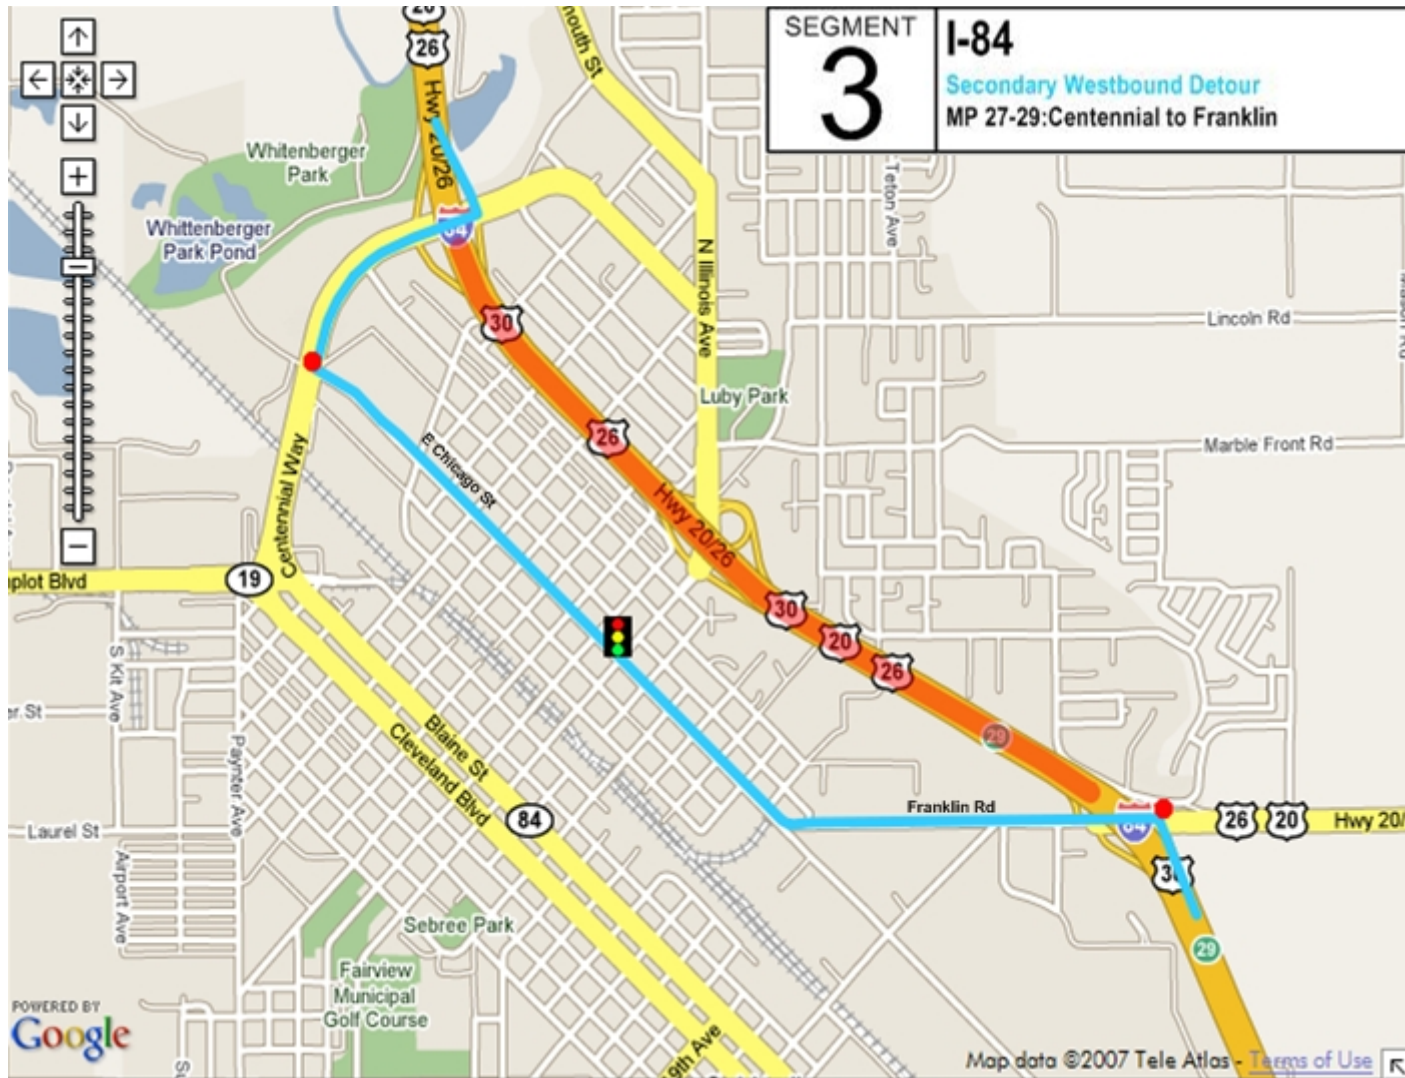 SEGMENT
3
I-84
Secondary Westbound Detour
MP 27-29:Centennial to Franklin
26
Hwy 20/26
Whitenberger
Park
Whittenberger
Park Pond
84
30
26
N Illinois Ave
Teton Ave
Lincoln Rd
Luby Park
Marble Front Rd
E Chicago St
Centennial Way
Hwy 20/26
30
20
26
29
19
Blvd
S Kit Ave
St
Paynter Ave
Blaine St
Cleveland Blvd
84
Laurel St
Airport Ave
Franklin Rd
84
26
20
Hwy 20/
30
29
Sebree Park
Fairview
Municipal
Golf Course
19th Ave
POWERED BY
Google
Map data ©2007 Tele Atlas - Terms of Use